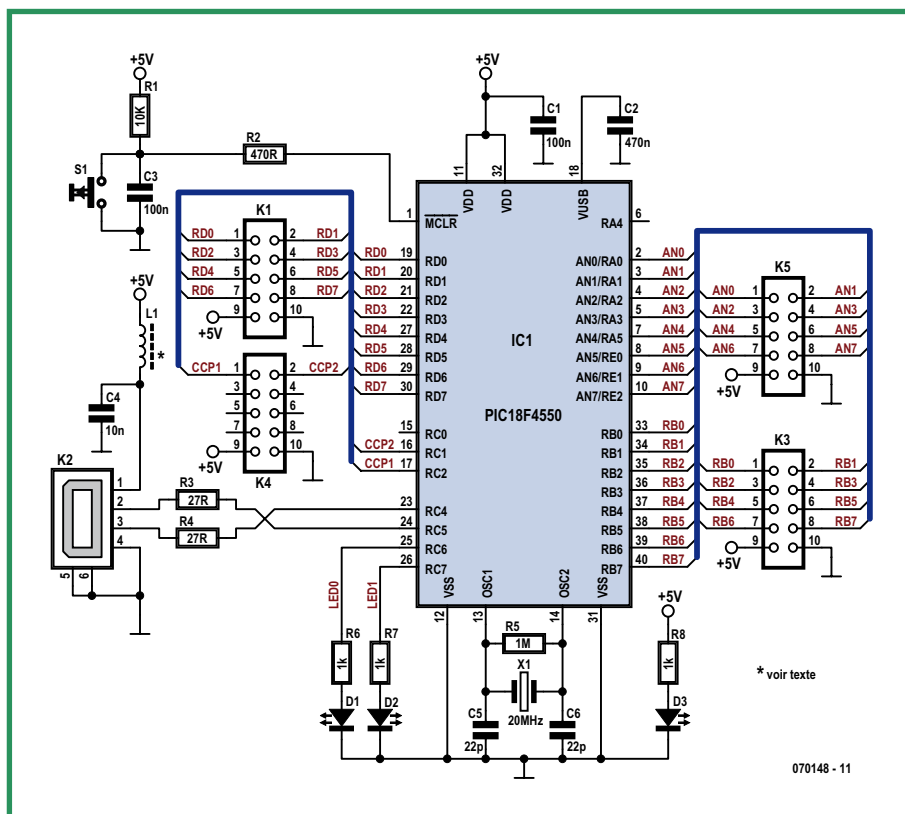 +5V
R1
10K
S1
C3
100n
R2
470R
+5V
C1
100n
C2
470n
11
VDD
32
VDD
18
VUSB
1
MCLR
RA4
6
K1
RD0 1 2 RD1
RD2 3 4 RD3
RD4 5 6 RD5
RD6 7 8 RD7
+5V 9 10
CCP1 1 2 CCP2
3 4
5 6
7 8
+5V 9 10
K4
RD0 19 RD0
RD1 20 RD1
RD2 21 RD2
RD3 22 RD3
RD4 27 RD4
RD5 28 RD5
RD6 29 RD6
RD7 30 RD7
15 RC0
CCP2 16 RC1
CCP1 17 RC2
23 RC4
24 RC5
25 RC6
26 RC7
IC1
PIC18F4550
AN0/RA0 2 AN0
AN1/RA1 3 AN1
AN2/RA2 4 AN2
AN3/RA3 5 AN3
AN4/RA5 7 AN4
AN5/RE0 8 AN5
AN6/RE1 9 AN6
AN7/RE2 10 AN7
RB0 33 RB0
RB1 34 RB1
RB2 35 RB2
RB3 36 RB3
RB4 37 RB4
RB5 38 RB5
RB6 39 RB6
RB7 40 RB7
K5
AN0 1 2 AN1
AN2 3 4 AN3
AN4 5 6 AN5
AN6 7 8 AN7
+5V 9 10
K3
RB0 1 2 RB1
RB2 3 4 RB3
RB4 5 6 RB5
RB6 7 8 RB7
+5V 9 10
+5V
L1
*
C4
10n
K2
1
2
3
4
5 6
R3
27R
R4
27R
LED0
LED1
VSS
12
OSC1
13
OSC2
14
VSS
31
R6
1k
R7
1k
D1
D2
R5
1M
X1
20MHz
C5
22p
C6
22p
+5V
R8
1k
D3
* voir texte
070148 - 11